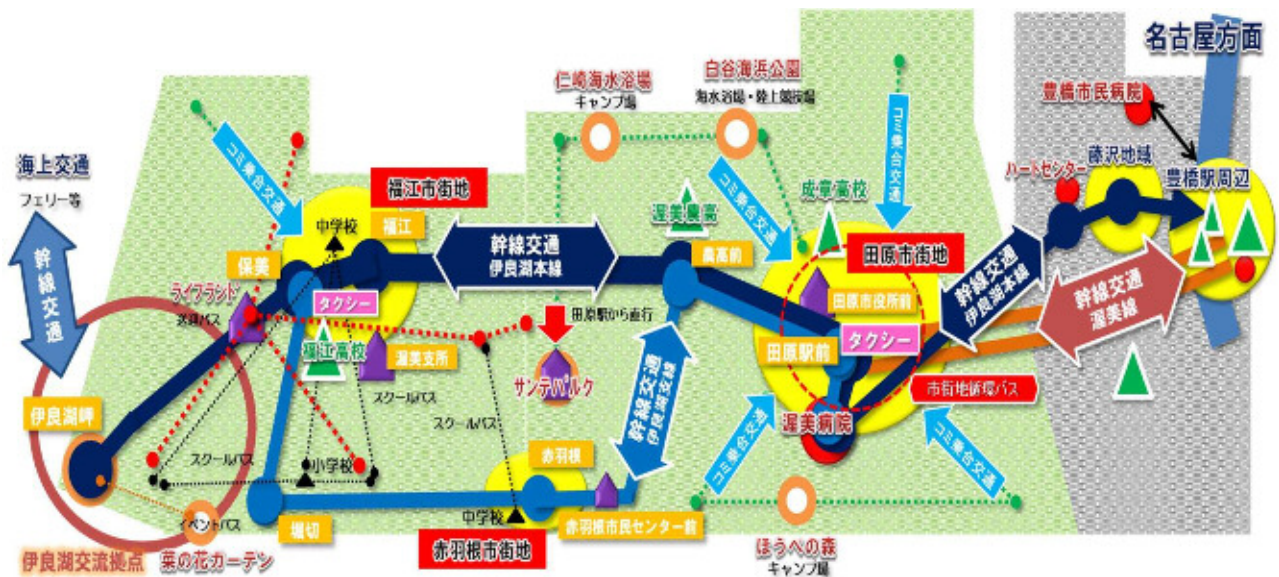 名古屋方面
仁崎海水浴場
キャンプ場
白谷海浜公園
海水浴場・陸上競技場
豊橋市民病院
海上交通
フェリー等
幹線交通
コミ乗合交通
福江市街地
中学校
福江
保美
ライフランド
送迎バス
タクシー
福江高校
渥美支所
幹線交通
伊良湖本線
渥美農高
農高前
コミ乗合交通
成章高校
コミ乗合交通
田原市街地
田原市役所前
田原駅前
タクシー
渥美病院
市街地循環バス
ハートセンター
藤沢地域
豊橋駅周辺
幹線交通
伊良湖本線
幹線交通
渥美線
田原駅から直行
サンテパルク
幹線交通
伊良湖支線
スクールバス
スクールバス
スクールバス
小学校
伊良湖岬
イベントバス
伊良湖交流拠点
菜の花カーテン
堀切
中学校
赤羽根
赤羽根市街地
赤羽根市民センター前
コミ乗合交通
コミ乗合交通
ほうべの森
キャンプ場